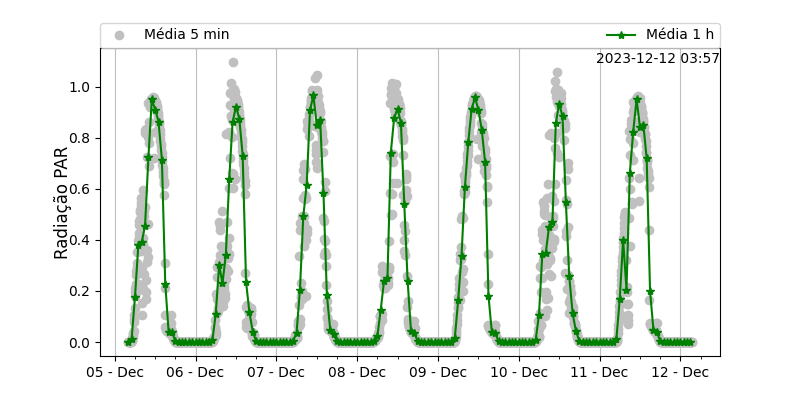 Média 5 min
Média 1 h
2023-12-12 03:57
Radiação PAR
1.0
0.8
0.6
0.4
0.2
0.0
05 - Dec
06 - Dec
07 - Dec
08 - Dec
09 - Dec
10 - Dec
11 - Dec
12 - Dec